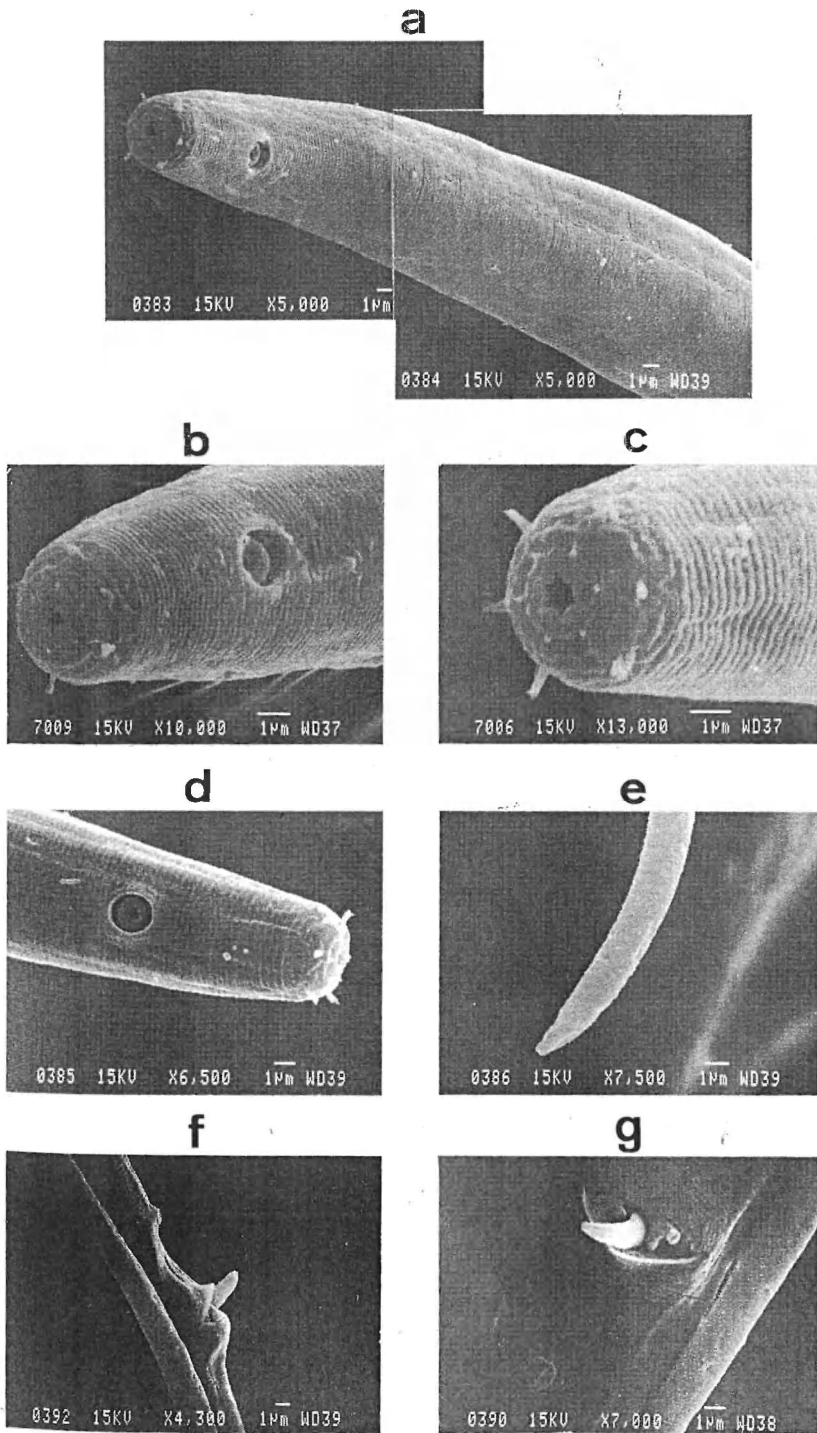 a
0383 15KV X5,000 1µm
0384 15KV X5,000 1µm WD39
b
7009 15KV X10,000 1µm WD37
c
7006 15KV X13,000 1µm WD37
d
0385 15KV X6,500 1µm WD39
e
0386 15KV X7,500 1µm WD39
f
0392 15KV X4,300 1µm WD39
g
0390 15KV X7,000 1µm WD38